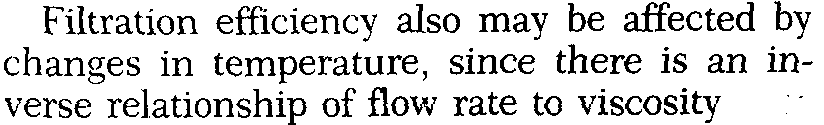 Filtration efficiency also may be affected by
changes in temperature, since there is an in-
verse relationship of flow rate to viscosity